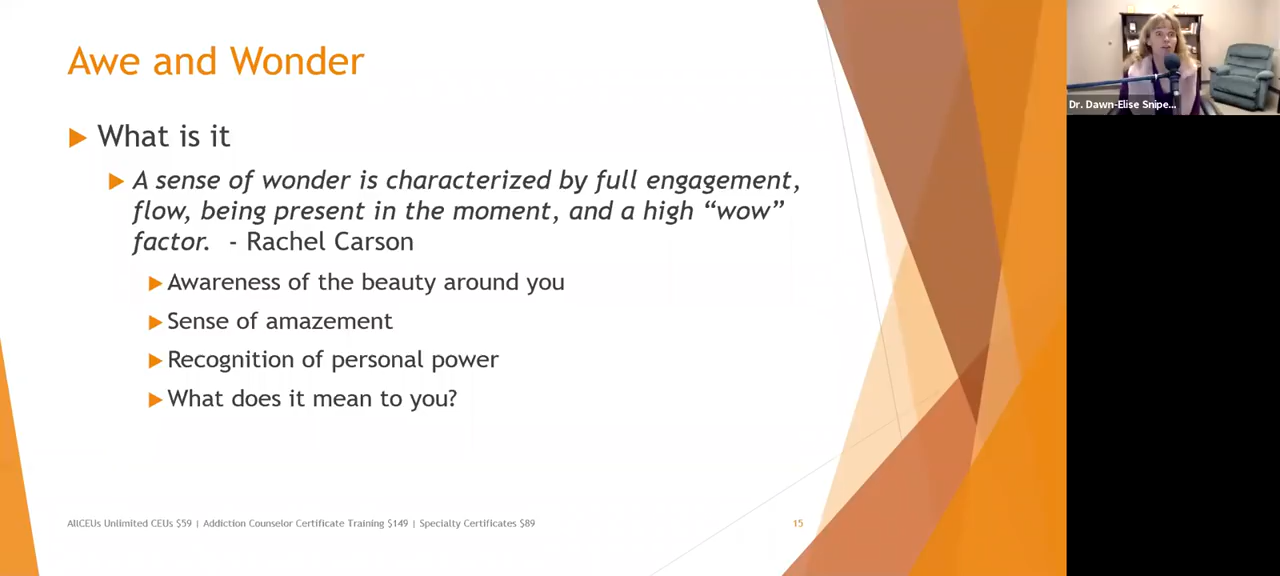 Awe and Wonder
What is it
A sense of wonder is characterized by full engagement,
flow, being present in the moment, and a high “wow”
factor. - Rachel Carson
Awareness of the beauty around you
Sense of amazement
Recognition of personal power
What does it mean to you?
AllCEUs Unlimited CEUs $59 | Addiction Counselor Certificate Training $149 | Specialty Certificates $89
15
Dr. Dawn-Elise Snipe...